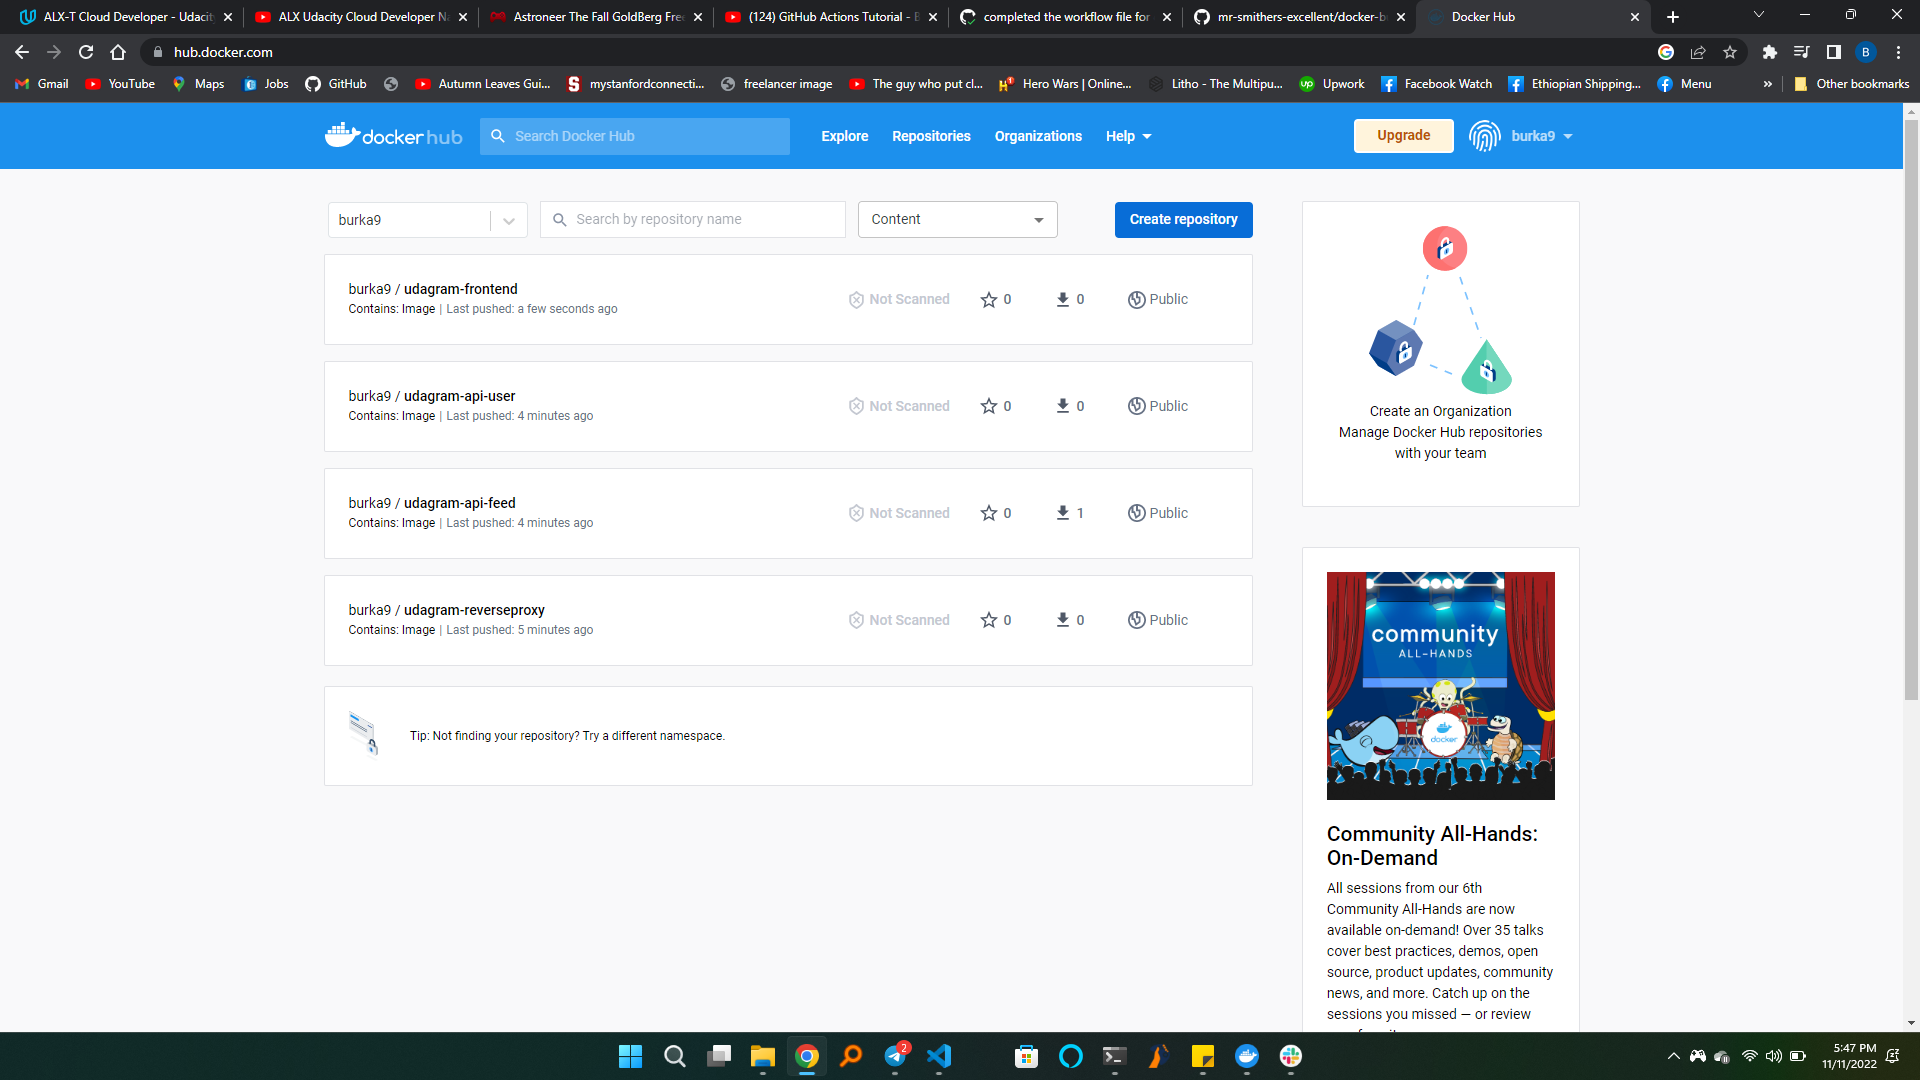 ALX-T Cloud Developer - Udacit
ALX Udacity Cloud Developer Na
Astroneer The Fall GoldBerg Fre
(124) GitHub Actions Tutorial - B
completed the workflow file for
mr-smithers-excellent/docker-bu
Docker Hub
hub.docker.com
B
Gmail
YouTube
Maps
Jobs
GitHub
Autumn Leaves Gui...
mystanfordconnecti...
freelancer image
The guy who put cl...
Hero Wars | Online...
Litho - The Multipu...
Upwork
Facebook Watch
Ethiopian Shipping...
Menu
»
Other bookmarks
docker hub
Search Docker Hub
Explore
Repositories
Organizations
Help
Upgrade
burka9
burka9
Search by repository name
Content
Create repository
burka9 / udagram-frontend
Contains: Image | Last pushed: a few seconds ago
Not Scanned
0
0
Public
burka9 / udagram-api-user
Contains: Image | Last pushed: 4 minutes ago
Not Scanned
0
0
Public
burka9 / udagram-api-feed
Contains: Image | Last pushed: 4 minutes ago
Not Scanned
0
1
Public
burka9 / udagram-reverseproxy
Contains: Image | Last pushed: 5 minutes ago
Not Scanned
0
0
Public
Tip: Not finding your repository? Try a different namespace.
Create an Organization
Manage Docker Hub repositories
with your team
community
ALL-HANDS
docker
Community All-Hands:
On-Demand
All sessions from our 6th
Community All-Hands are now
available on-demand! Over 35 talks
cover best practices, demos, open
source, product updates, community
news, and more. Catch up on the
sessions you missed — or review
2
5:47 PM
11/11/2022